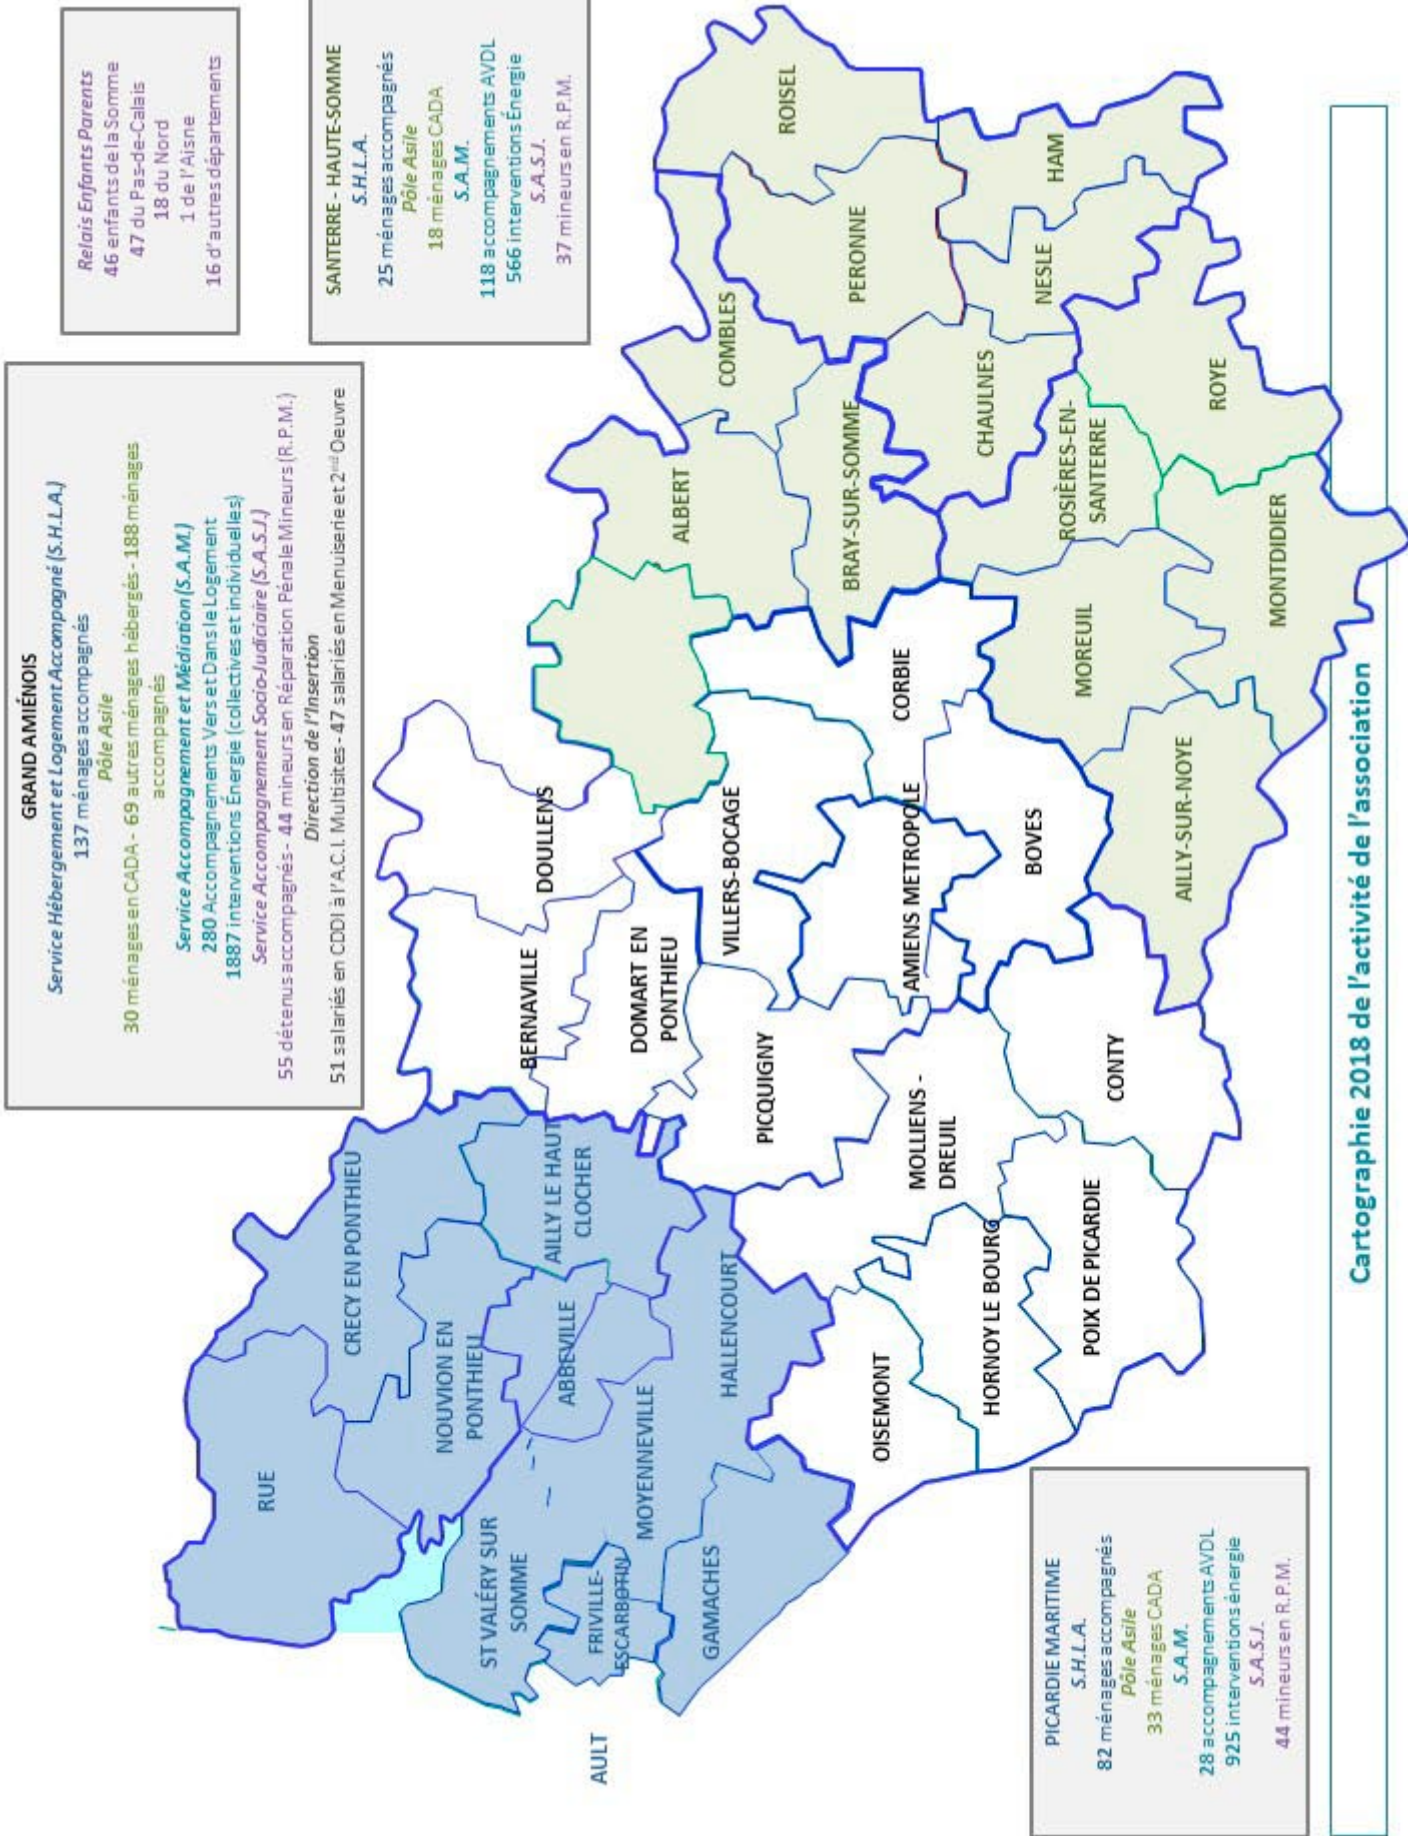 GRAND AMIÉNOIS
Service Hébergement et Logement Accompagné (S.H.L.A.)
137 ménages accompagnés
Pôle Asile
30 ménages en CADA - 69 autres ménages hébergés - 188 ménages
accompagnés
Service Accompagnement et Médiation (S.A.M.)
280 Accompagnements Vers et Dans le Logement
1887 interventions Énergie (collectives et individuelles)
Service Accompagnement Socio-Judiciaire (S.A.S.J.)
55 détenus accompagnés - 44 mineurs en Réparation Pénale Mineurs (R.P.M.)
Direction de l'Insertion
51 salariés en CDDI à l'A.C.I. Multisites - 47 salariés en Menuiserie et 2nd Oeuvre
Relais Enfants Parents
46 enfants de la Somme
47 du Pas-de-Calais
18 du Nord
1 de l'Aisne
16 d'autres départements
SANTERRE - HAUTE-SOMME
S.H.L.A.
25 ménages accompagnés
Pôle Asile
18 ménages CADA
S.A.M.
118 accompagnements AVDL
566 interventions Énergie
S.A.S.J.
37 mineurs en R.P.M.
RUE
CRECY EN PONTHIEU
NOUVION EN
PONTHIEU
AILLY LE HAUT
CLOCHER
ABBEVILLE
ST VALÉRY SUR
SOMME
FRIVILLE-
ESCARBOTIN
AULT
MOYENNEVILLE
HALLENCOURT
GAMACHES
BERNAVILLE
DOULLENS
DOMART EN
PONTHIEU
VILLERS-BOCAGE
PICQUIGNY
AMIENS METROPOLE
CORBIE
BOVES
MOLLIENS -
DREUIL
OISEMONT
HORNOY LE BOURG
POIX DE PICARDIE
CONTY
ALBERT
COMBLES
ROISEL
PERONNE
BRAY-SUR-SOMME
CHAULNES
HAM
NESLE
ROSIÈRES-EN-
SANTERRE
ROYE
MOREUIL
MONTDIDIER
AILLY-SUR-NOYE
PICARDIE MARITIME
S.H.L.A.
82 ménages accompagnés
Pôle Asile
33 ménages CADA
S.A.M.
28 accompagnements AVDL
925 interventions énergie
S.A.S.J.
44 mineurs en R.P.M.
Cartographie 2018 de l'activité de l'association